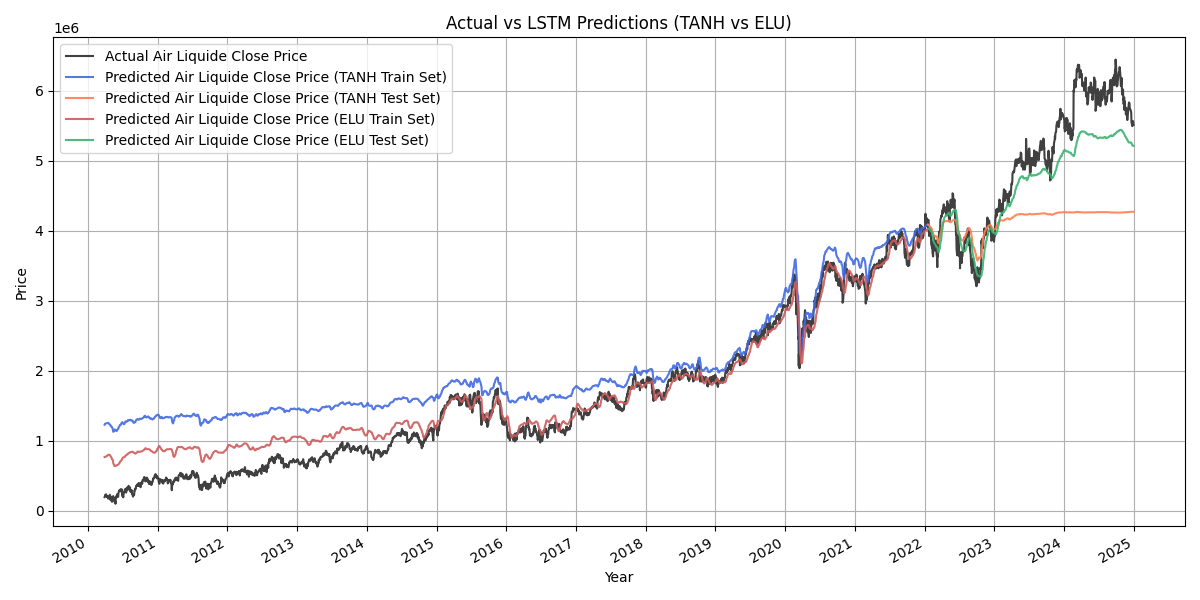 Actual vs LSTM Predictions (TANH vs ELU)
1e6
Actual Air Liquide Close Price
Predicted Air Liquide Close Price (TANH Train Set)
Predicted Air Liquide Close Price (TANH Test Set)
Predicted Air Liquide Close Price (ELU Train Set)
Predicted Air Liquide Close Price (ELU Test Set)
6
5
4
3
2
1
0
Price
2010 2011 2012 2013 2014 2015 2016 2017 2018 2019 2020 2021 2022 2023 2024 2025
Year